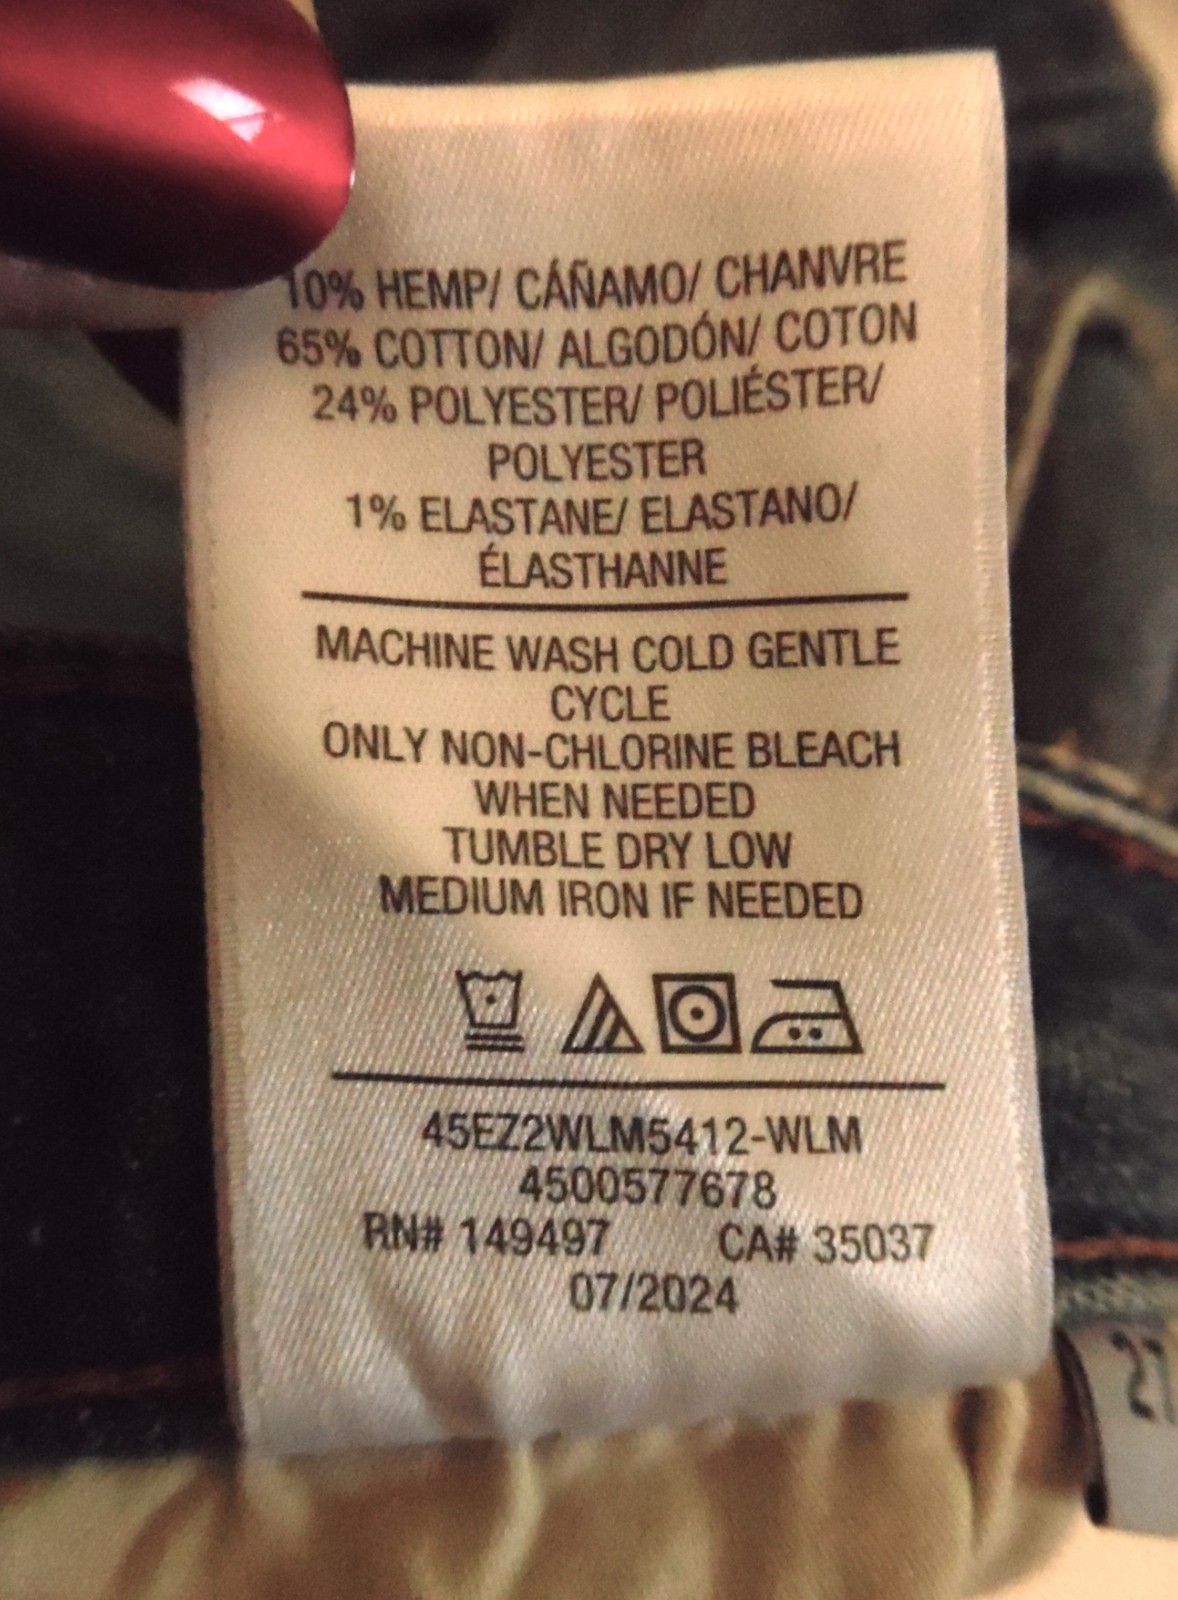 10% HEMP/ CÁÑAMO/ CHANVRE
65% COTTON/ ALGODÓN/ COTON
24% POLYESTER/ POLIÉSTER/
POLYESTER
1% ELASTANE/ ELASTANO/
ÉLASTHANNE
MACHINE WASH COLD GENTLE
CYCLE
ONLY NON-CHLORINE BLEACH
WHEN NEEDED
TUMBLE DRY LOW
MEDIUM IRON IF NEEDED
45EZ2WLM5412-WLM
4500577678
RN# 149497 CA# 35037
07/2024
27